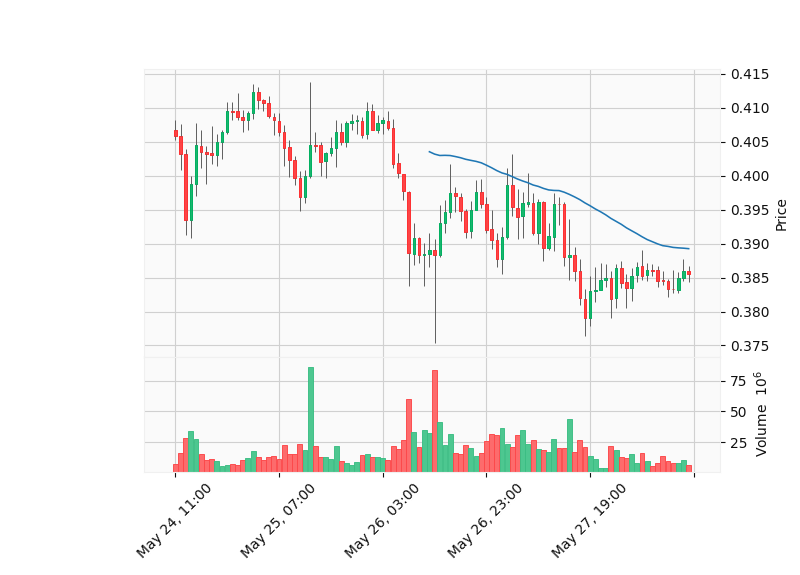 0.415
0.410
0.405
0.400
0.395
0.390
0.385
0.380
0.375
Price
75
50
25
Volume 10⁶
May 24, 11:00
May 25, 07:00
May 26, 03:00
May 26, 23:00
May 27, 19:00